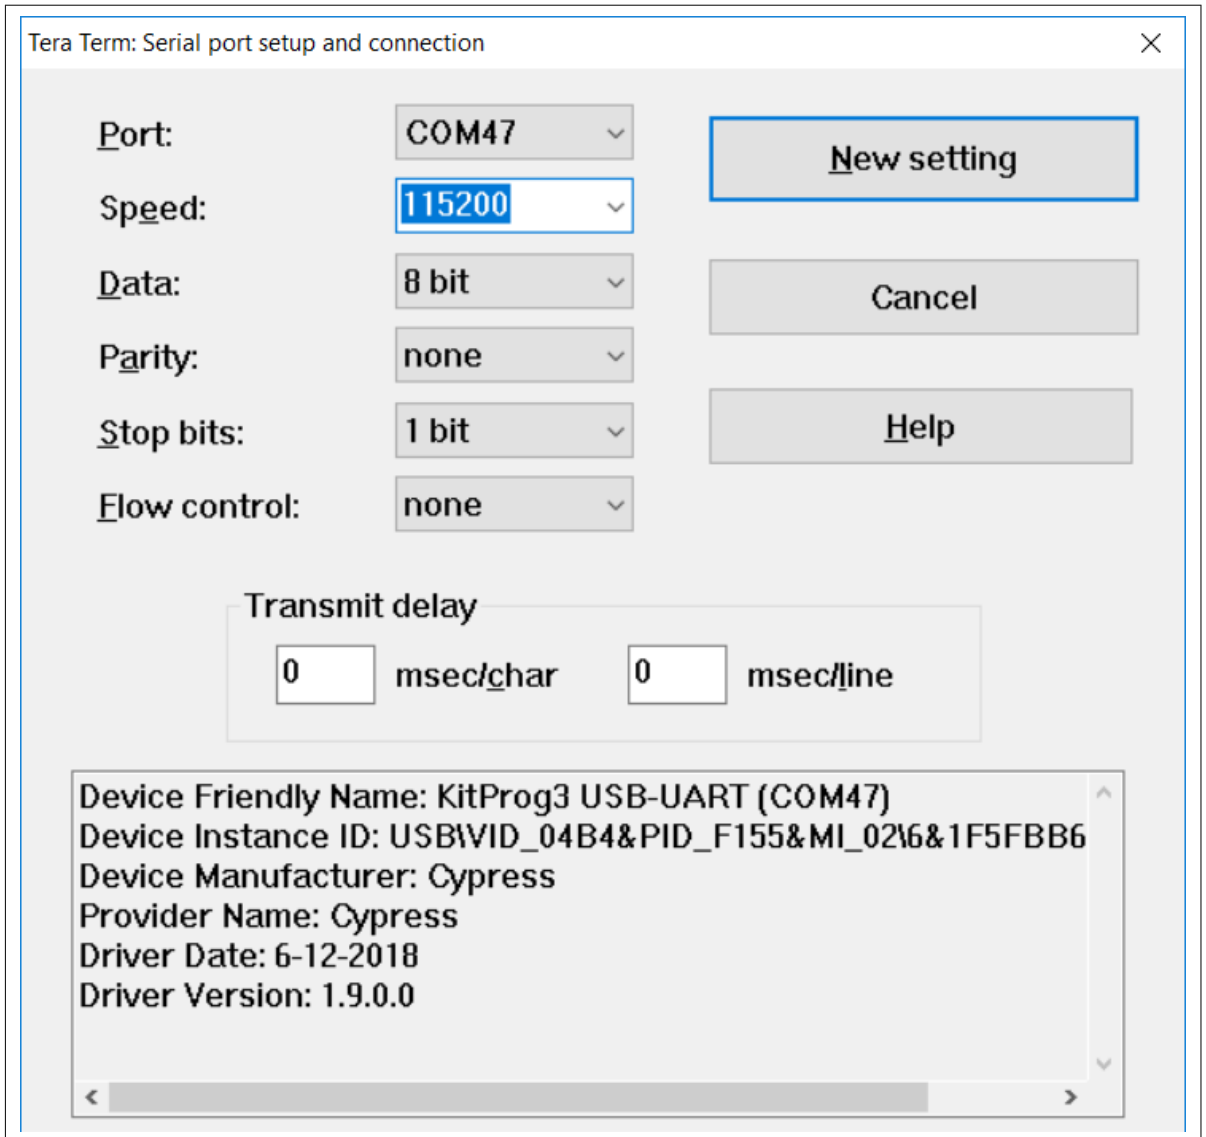 Tera Term: Serial port setup and connection
Port: COM47
New setting
Speed: 115200
Data: 8 bit
Cancel
Parity: none
Stop bits: 1 bit
Help
Flow control: none
Transmit delay
0 msec/char 0 msec/line
Device Friendly Name: KitProg3 USB-UART (COM47)
Device Instance ID: USB\VID_04B4&PID_F155&MI_02\6&1F5FBB6
Device Manufacturer: Cypress
Provider Name: Cypress
Driver Date: 6-12-2018
Driver Version: 1.9.0.0